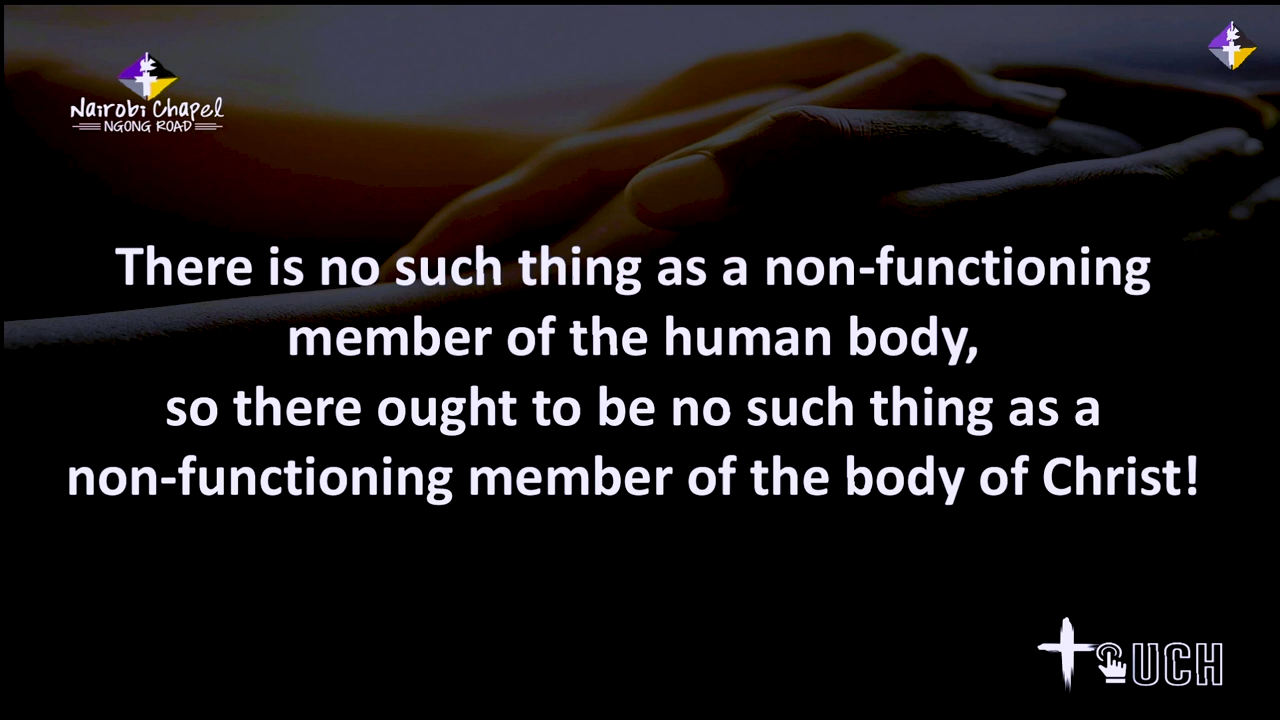 Nairobi Chapel
NGONG ROAD
There is no such thing as a non-functioning
member of the human body,
so there ought to be no such thing as a
non-functioning member of the body of Christ!
TOUCH